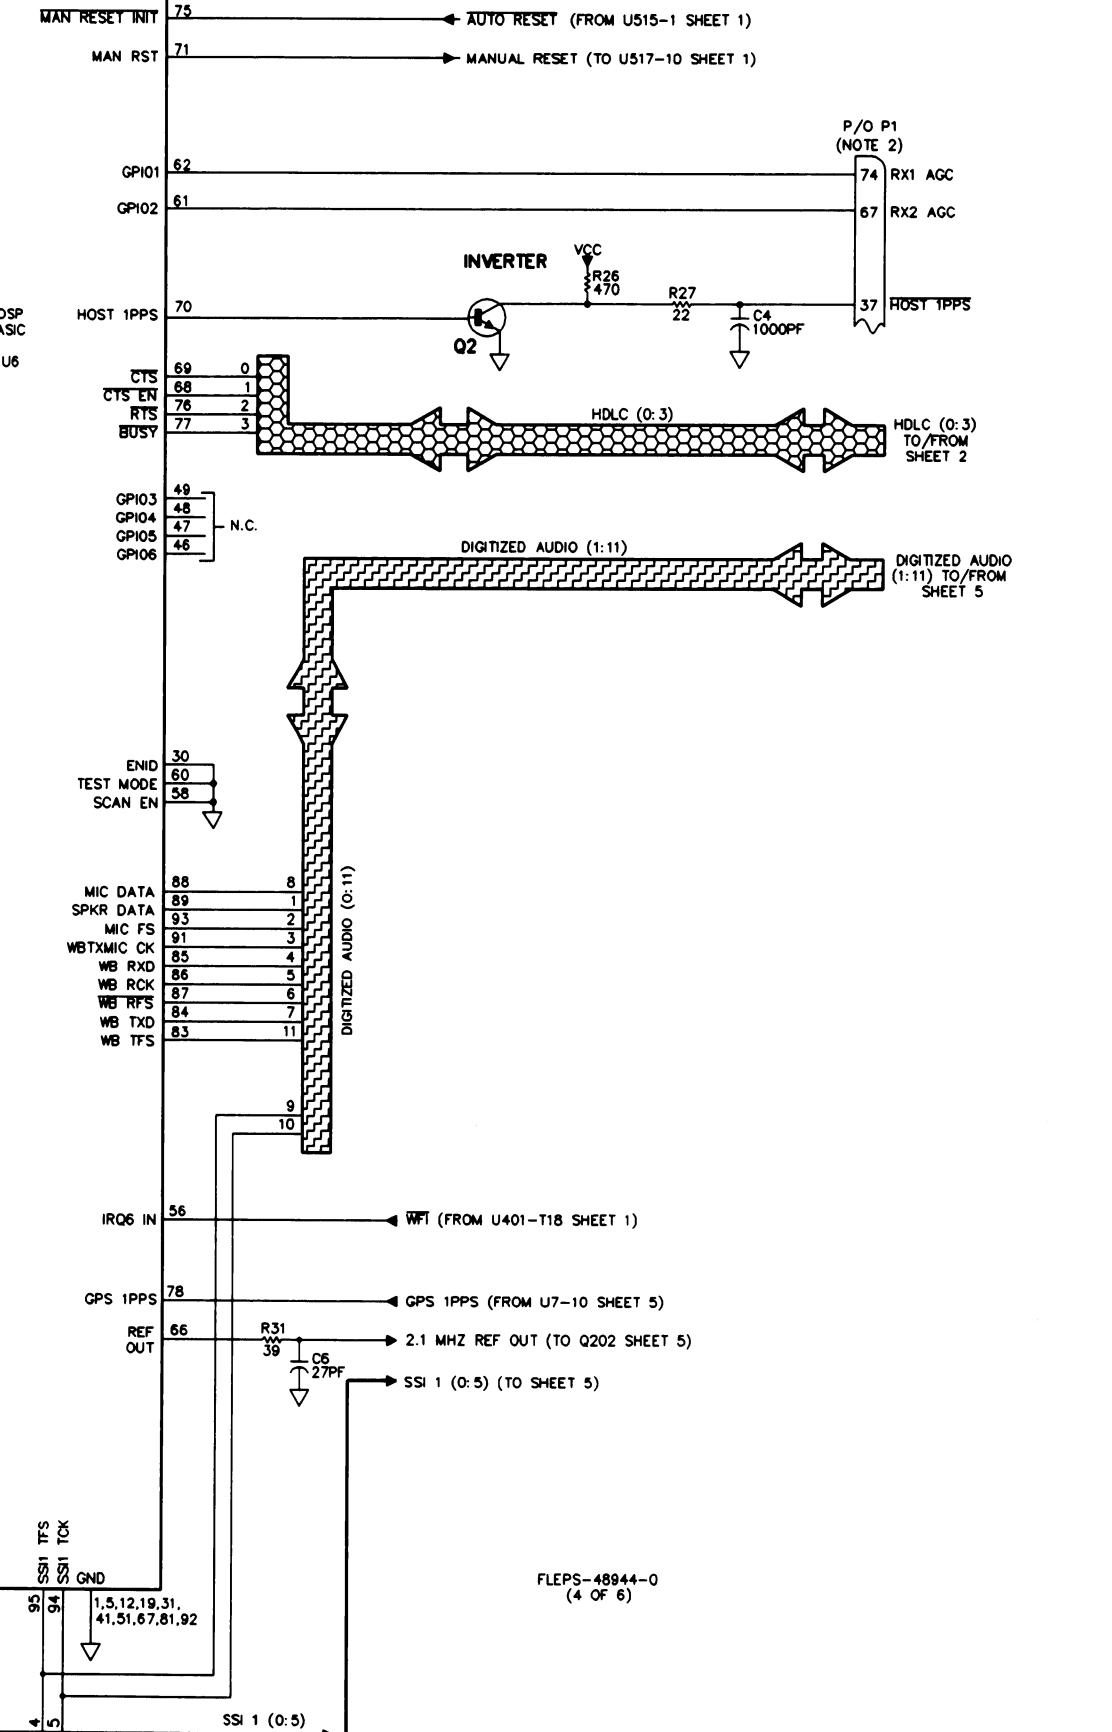 MAN RESET INIT 75 AUTO RESET (FROM U515-1 SHEET 1)
MAN RST 71 MANUAL RESET (TO U517-10 SHEET 1)
P/O P1
(NOTE 2)
GPIO1 62 74 RX1 AGC
GPIO2 61 67 RX2 AGC
INVERTER
VCC
R26
470
R27
22
HOST 1PPS 70 37 HOST 1PPS
C4
1000PF
Q2
DSP
ASIC
U6
CTS 69 0
CTS EN 68 1
RTS 76 2
BUSY 77 3
HDLC (0:3)
HDLC (0:3)
TO/FROM
SHEET 2
GPIO3 49
GPIO4 48
GPIO5 47
GPIO6 46
N.C.
DIGITIZED AUDIO (1:11)
DIGITIZED AUDIO
(1:11) TO/FROM
SHEET 5
ENID 30
TEST MODE 60
SCAN EN 58
MIC DATA 88 8
SPKR DATA 89 1
MIC FS 93 2
WBTXMIC CK 91 3
WB RXD 85 4
WB RCK 86 5
WB RFS 87 6
WB TXD 84 7
WB TFS 83 11
DIGITIZED AUDIO (0:11)
9
10
IRQ6 IN 56 WFI (FROM U401-T18 SHEET 1)
GPS 1PPS 78 GPS 1PPS (FROM U7-10 SHEET 5)
REF
OUT
66
R31
39
2.1 MHZ REF OUT (TO Q202 SHEET 5)
C6
27PF
SSI 1 (0:5) (TO SHEET 5)
SSI1 TFS
SSI1 TCK
GND
95
94
1,5,12,19,31,
41,51,67,81,92
FLEPS-48944-O
(4 OF 6)
4
5
SSI 1 (0:5)